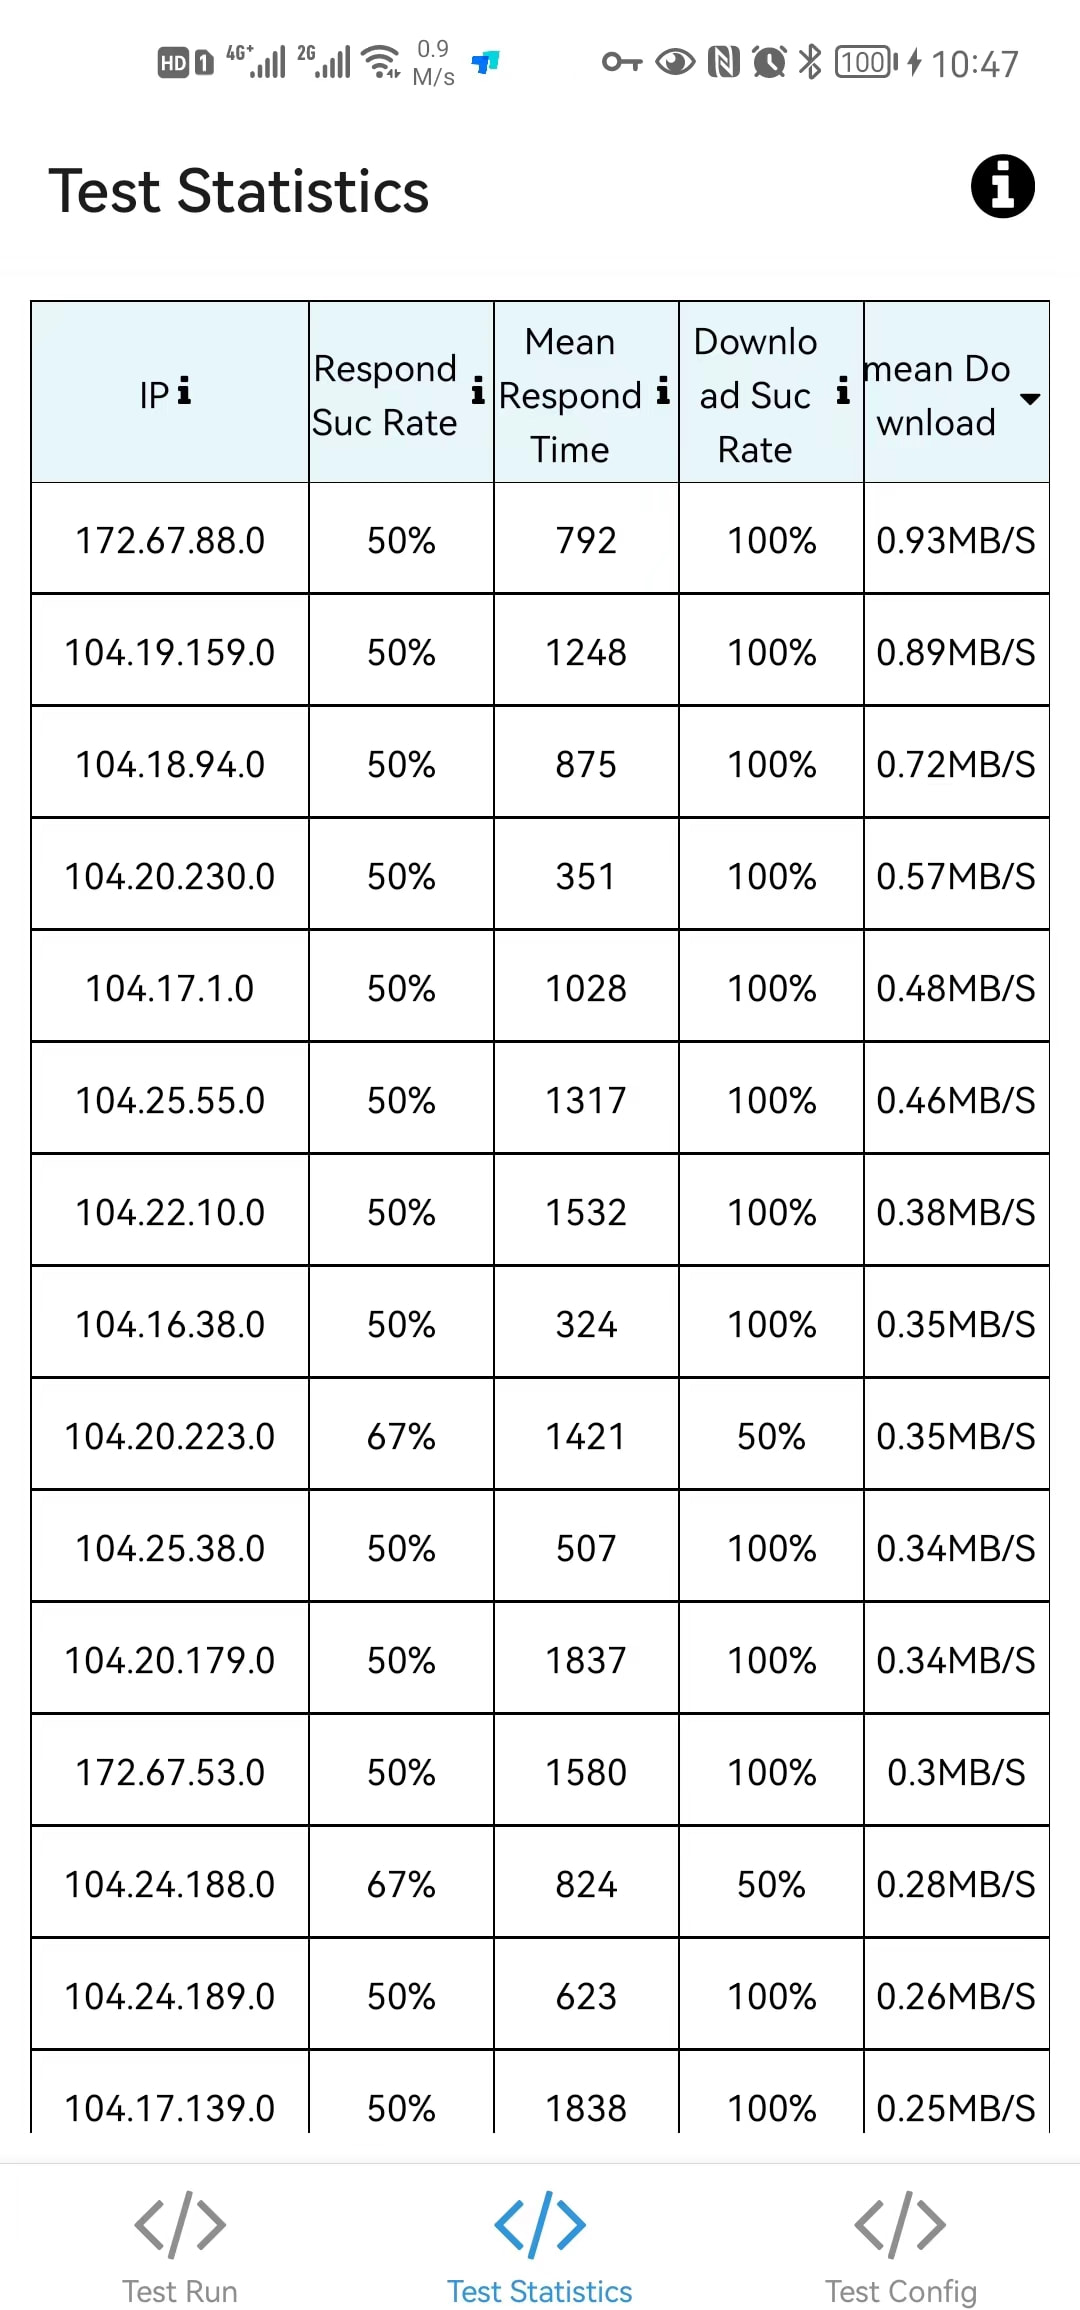 HD 1 4G+ 2G 0.9 M/s 100 10:47
Test Statistics
IP Respond Suc Rate Mean Respond Time Downlo ad Suc Rate mean Do wnload
172.67.88.0 50% 792 100% 0.93MB/S
104.19.159.0 50% 1248 100% 0.89MB/S
104.18.94.0 50% 875 100% 0.72MB/S
104.20.230.0 50% 351 100% 0.57MB/S
104.17.1.0 50% 1028 100% 0.48MB/S
104.25.55.0 50% 1317 100% 0.46MB/S
104.22.10.0 50% 1532 100% 0.38MB/S
104.16.38.0 50% 324 100% 0.35MB/S
104.20.223.0 67% 1421 50% 0.35MB/S
104.25.38.0 50% 507 100% 0.34MB/S
104.20.179.0 50% 1837 100% 0.34MB/S
172.67.53.0 50% 1580 100% 0.3MB/S
104.24.188.0 67% 824 50% 0.28MB/S
104.24.189.0 50% 623 100% 0.26MB/S
104.17.139.0 50% 1838 100% 0.25MB/S
Test Run Test Statistics Test Config